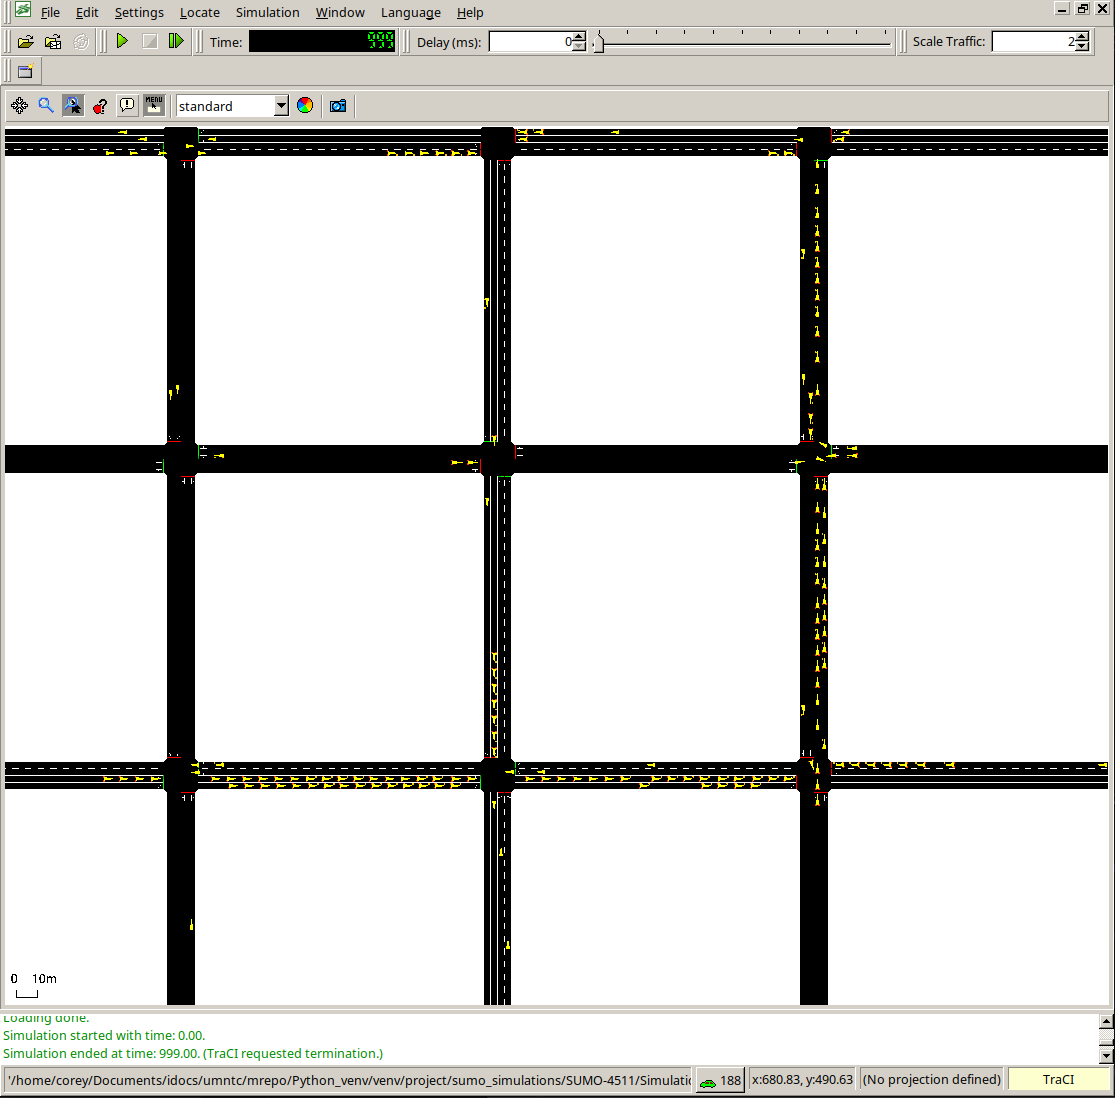 File Edit Settings Locate Simulation Window Language Help
Time: 999 Delay (ms): 0 Scale Traffic: 2
MENU standard
0 10m
Loading done.
Simulation started with time: 0.00.
Simulation ended at time: 999.00. (TraCI requested termination.)
'/home/corey/Documents/idocs/umntc/mrepo/Python_venv/venv/project/sumo_simulations/SUMO-4511/Simulatio 188 x:680.83, y:490.63 (No projection defined) TraCI